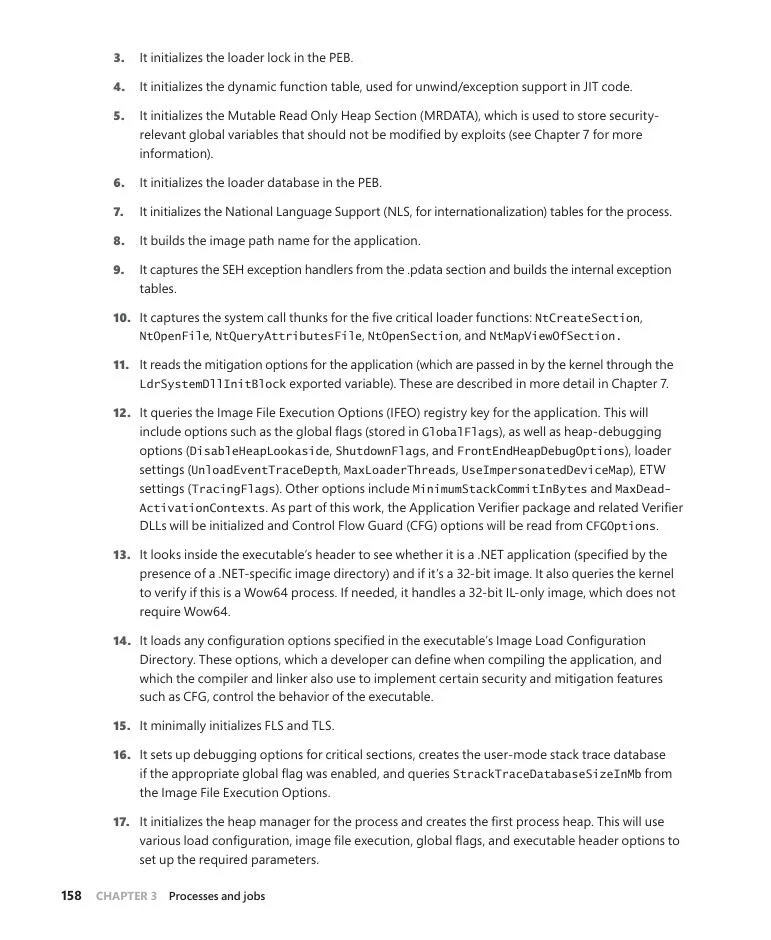 3. It initializes the loader lock in the PEB.
4. It initializes the dynamic function table, used for unwind/exception support in JIT code.
5. It initializes the Mutable Read Only Heap Section (MRDATA), which is used to store security-
relevant global variables that should not be modified by exploits (see Chapter 7 for more
information).
6. It initializes the loader database in the PEB.
7. It initializes the National Language Support (NLS, for internationalization) tables for the process.
8. It builds the image path name for the application.
9. It captures the SEH exception handlers from the .pdata section and builds the internal exception
tables.
10. It captures the system call thunks for the five critical loader functions: NtCreateSection,
NtOpenFile, NtQueryAttributesFile, NtOpenSection, and NtMapViewOfSection.
11. It reads the mitigation options for the application (which are passed in by the kernel through the
LdrSystemDllInitBlock exported variable). These are described in more detail in Chapter 7.
12. It queries the Image File Execution Options (IFEO) registry key for the application. This will
include options such as the global flags (stored in GlobalFlags), as well as heap-debugging
options (DisableHeapLookaside, ShutdownFlags, and FrontEndHeapDebugOptions), loader
settings (UnloadEventTraceDepth, MaxLoaderThreads, UseImpersonatedDeviceMap), ETW
settings (TracingFlags). Other options include MinimumStackCommitInBytes and MaxDead-
ActivationContexts. As part of this work, the Application Verifier package and related Verifier
DLLs will be initialized and Control Flow Guard (CFG) options will be read from CFGOptions.
13. It looks inside the executable's header to see whether it is a .NET application (specified by the
presence of a .NET-specific image directory) and if it's a 32-bit image. It also queries the kernel
to verify if this is a Wow64 process. If needed, it handles a 32-bit IL-only image, which does not
require Wow64.
14. It loads any configuration options specified in the executable's Image Load Configuration
Directory. These options, which a developer can define when compiling the application, and
which the compiler and linker also use to implement certain security and mitigation features
such as CFG, control the behavior of the executable.
15. It minimally initializes FLS and TLS.
16. It sets up debugging options for critical sections, creates the user-mode stack trace database
if the appropriate global flag was enabled, and queries StrackTraceDatabaseSizeInMb from
the Image File Execution Options.
17. It initializes the heap manager for the process and creates the first process heap. This will use
various load configuration, image file execution, global flags, and executable header options to
set up the required parameters.
158 CHAPTER 3 Processes and jobs